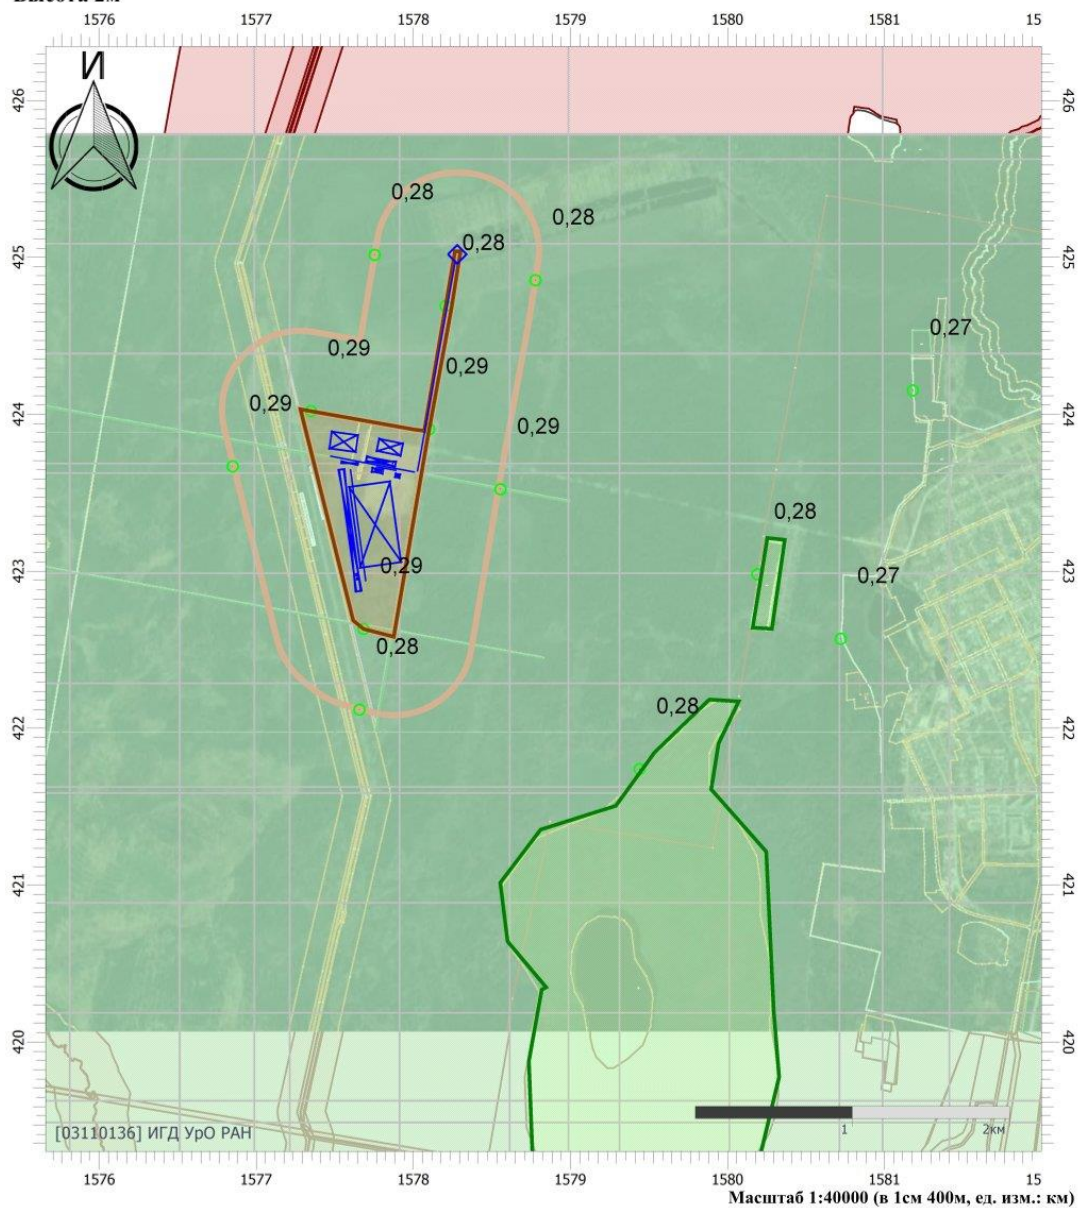 Высота 2м
1576 1577 1578 1579 1580 1581 15
И
426 426
0,28
0,28
425 0,28 425
0,27
0,29
0,29
0,29 424 424
0,29
0,28
423 0,29 0,27 423
0,28
422 0,28 422
421 421
420 420
[03110136] ИГД УрО РАН
1 2км
1576 1577 1578 1579 1580 1581 15
Масштаб 1:40000 (в 1см 400м, ед. изм.: км)